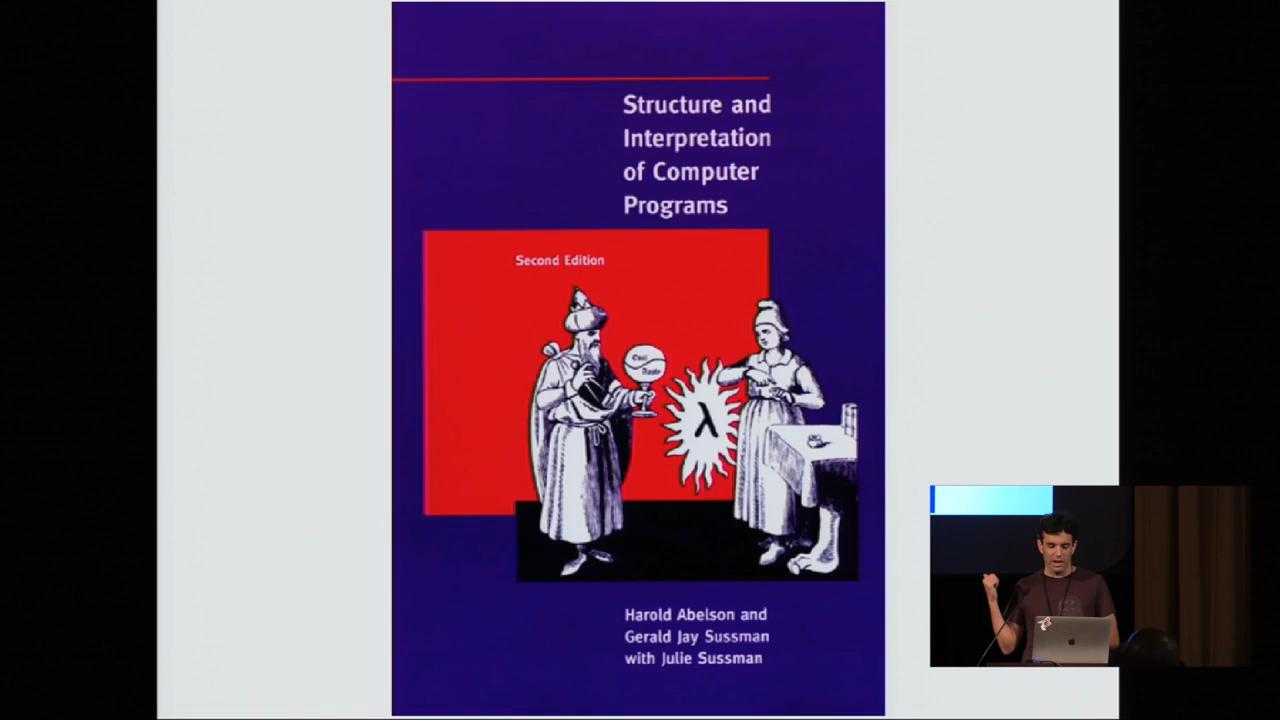 Structure and
Interpretation
of Computer
Programs
Second Edition
λ
Harold Abelson and
Gerald Jay Sussman
with Julie Sussman